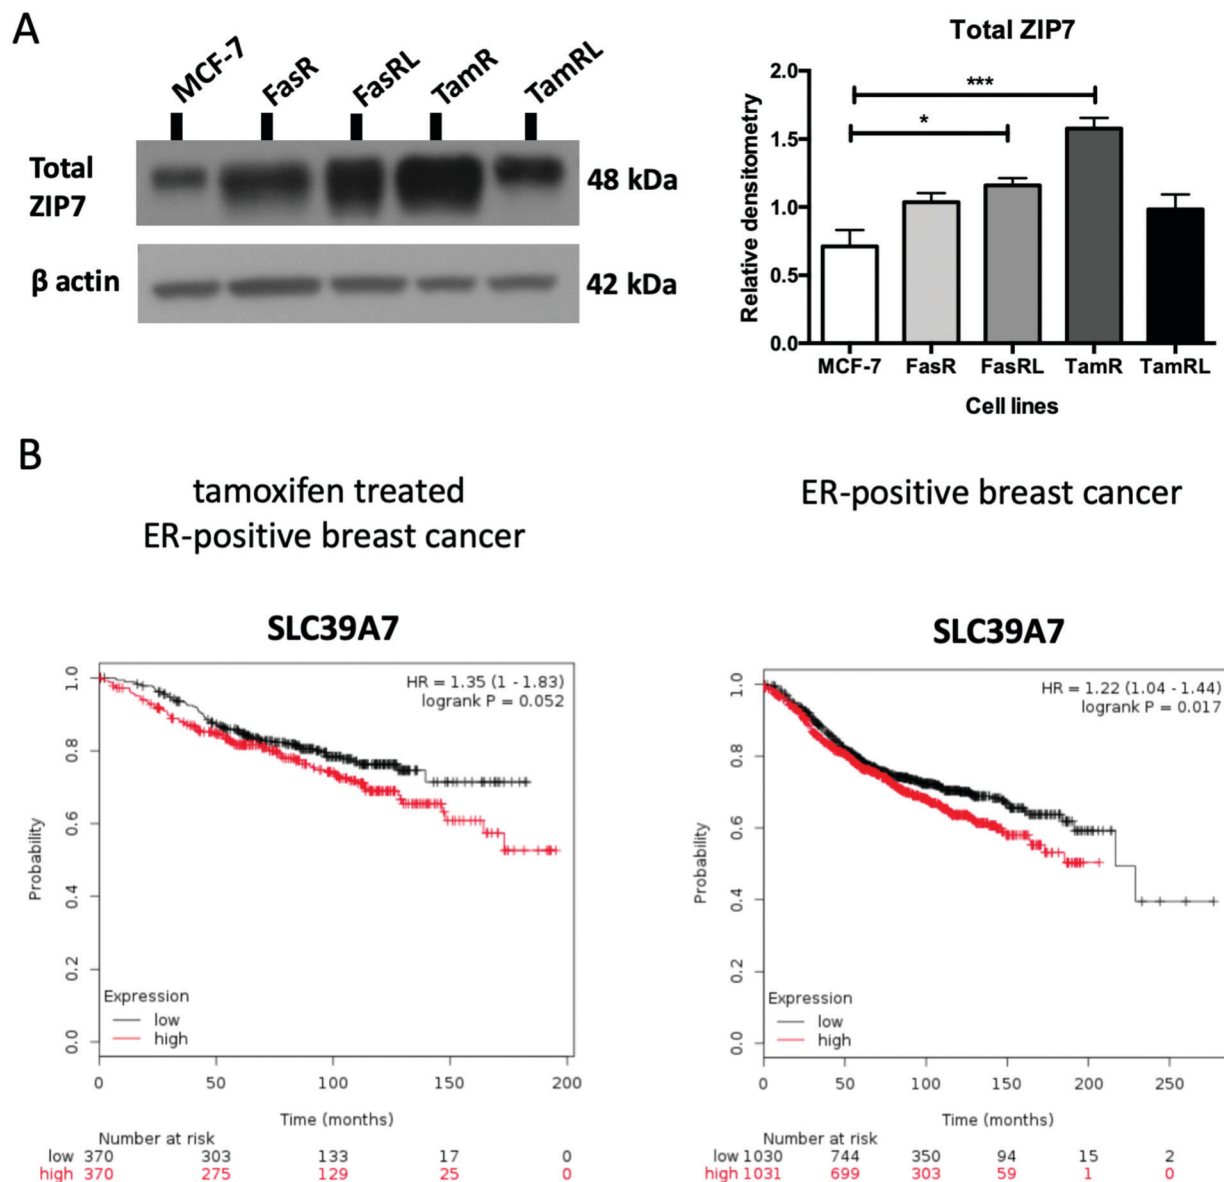 A
MCF-7
FasR
FasRL
TamR
TamRL
Total
ZIP7
48 kDa
β actin
42 kDa
Total ZIP7
Relative densitometry
2.0
1.5
1.0
0.5
0.0
***
*
MCF-7 FasR FasRL TamR TamRL
Cell lines
B
tamoxifen treated
ER-positive breast cancer
SLC39A7
HR = 1.35 (1 - 1.83)
logrank P = 0.052
Probability
1.0
0.8
0.6
0.4
0.2
0.0
Expression
low
high
0 50 100 150 200
Time (months)
Number at risk
low 370 303 133 17 0
high 370 275 129 25 0
ER-positive breast cancer
SLC39A7
HR = 1.22 (1.04 - 1.44)
logrank P = 0.017
Probability
1.0
0.8
0.6
0.4
0.2
0.0
Expression
low
high
0 50 100 150 200 250
Time (months)
Number at risk
low 1030 744 350 94 15 2
high 1031 699 303 59 1 0